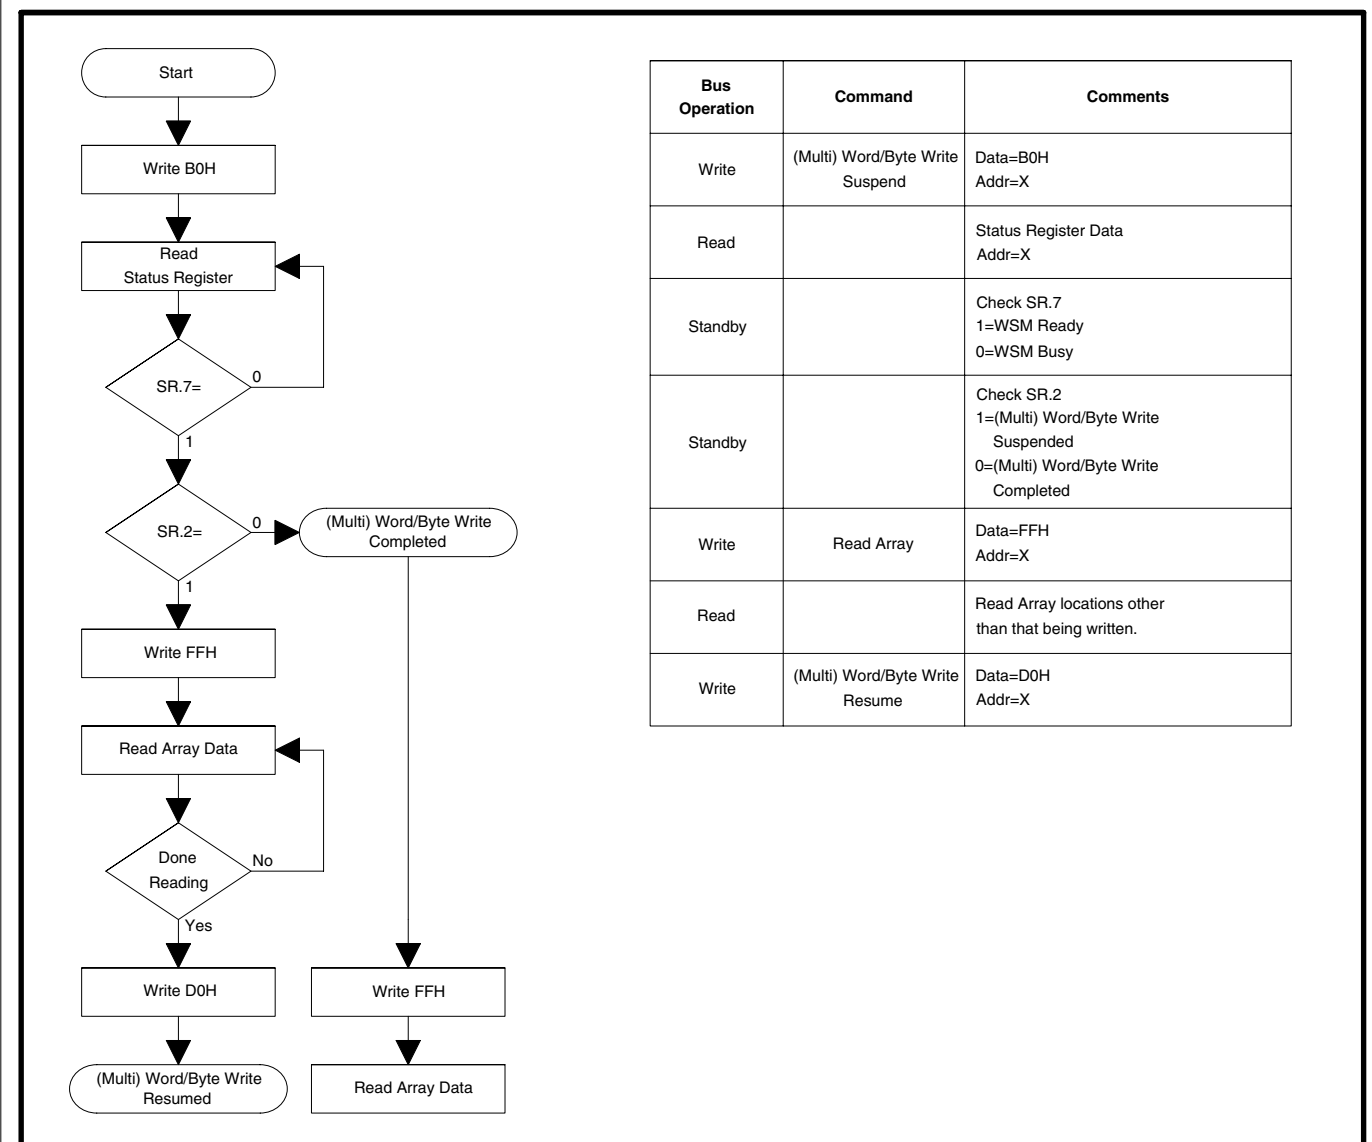 Start
Write B0H
Read
Status Register
SR.7=
0
1
SR.2=
0
(Multi) Word/Byte Write
Completed
1
Write FFH
Read Array Data
Done
Reading
No
Yes
Write D0H
(Multi) Word/Byte Write
Resumed
Write FFH
Read Array Data
Bus
Operation
Command
Comments
Write
(Multi) Word/Byte Write
Suspend
Data=B0H
Addr=X
Read
Status Register Data
Addr=X
Standby
Check SR.7
1=WSM Ready
0=WSM Busy
Standby
Check SR.2
1=(Multi) Word/Byte Write
Suspended
0=(Multi) Word/Byte Write
Completed
Write
Read Array
Data=FFH
Addr=X
Read
Read Array locations other
than that being written.
Write
(Multi) Word/Byte Write
Resume
Data=D0H
Addr=X